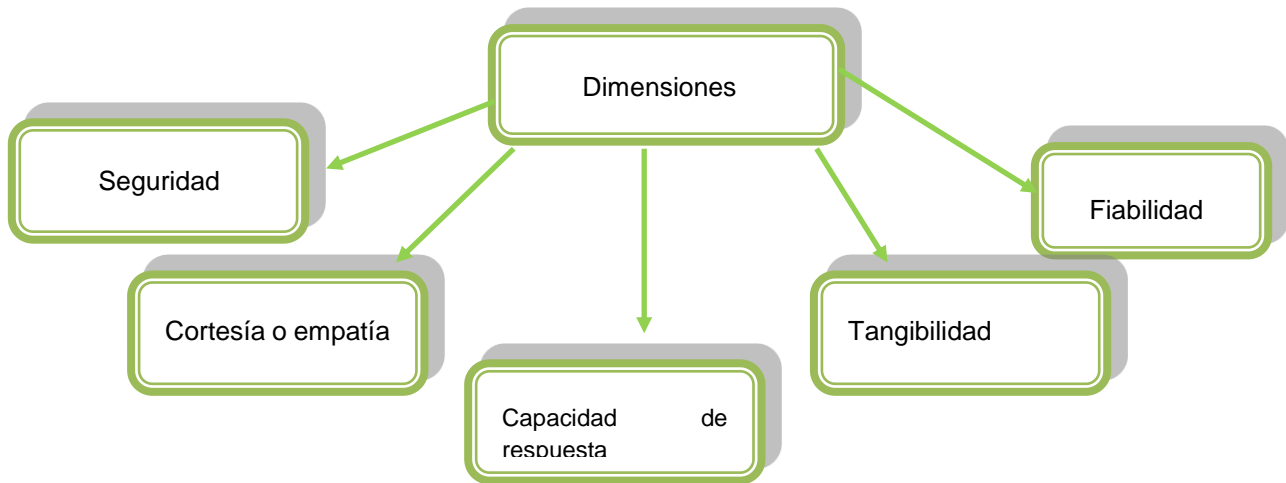 Dimensiones
Seguridad
Fiabilidad
Cortesía o empatía
Tangibilidad
Capacidad de
respuesta